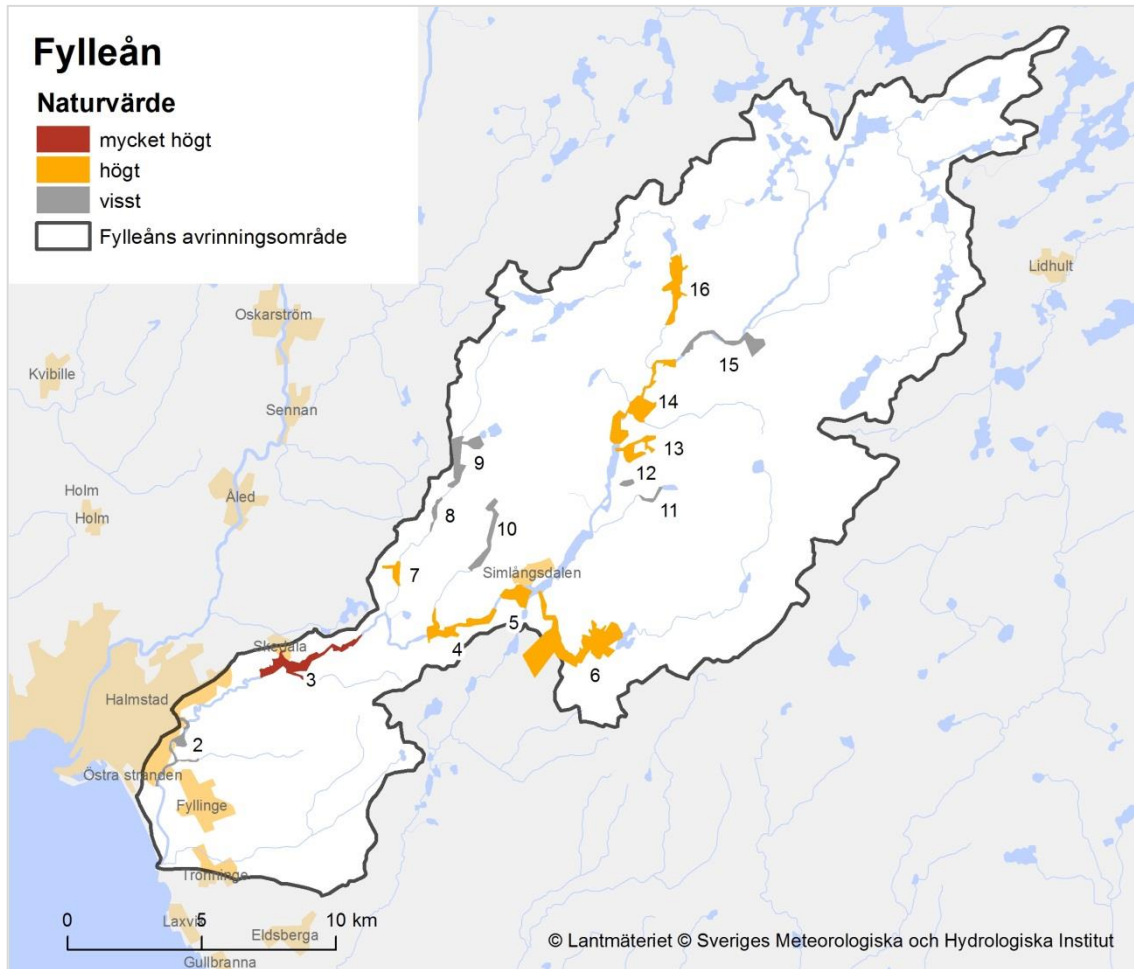 Fylleån
Naturvärde
mycket högt
högt
visst
Fylleåns avrinningsområde
Lidhult
16
Oskarström
15
Kvibille
14
Sennan
13
9
12
Holm
Åled
11
Holm
8
10
7
Simlångsdalen
5
4
Skedala
6
3
Halmstad
2
Östra stranden
Fyllinge
Trönninge
0 5 10 km
Laxvik
Eldsberga
© Lantmäteriet © Sveriges Meteorologiska och Hydrologiska Institut
Gullbranna